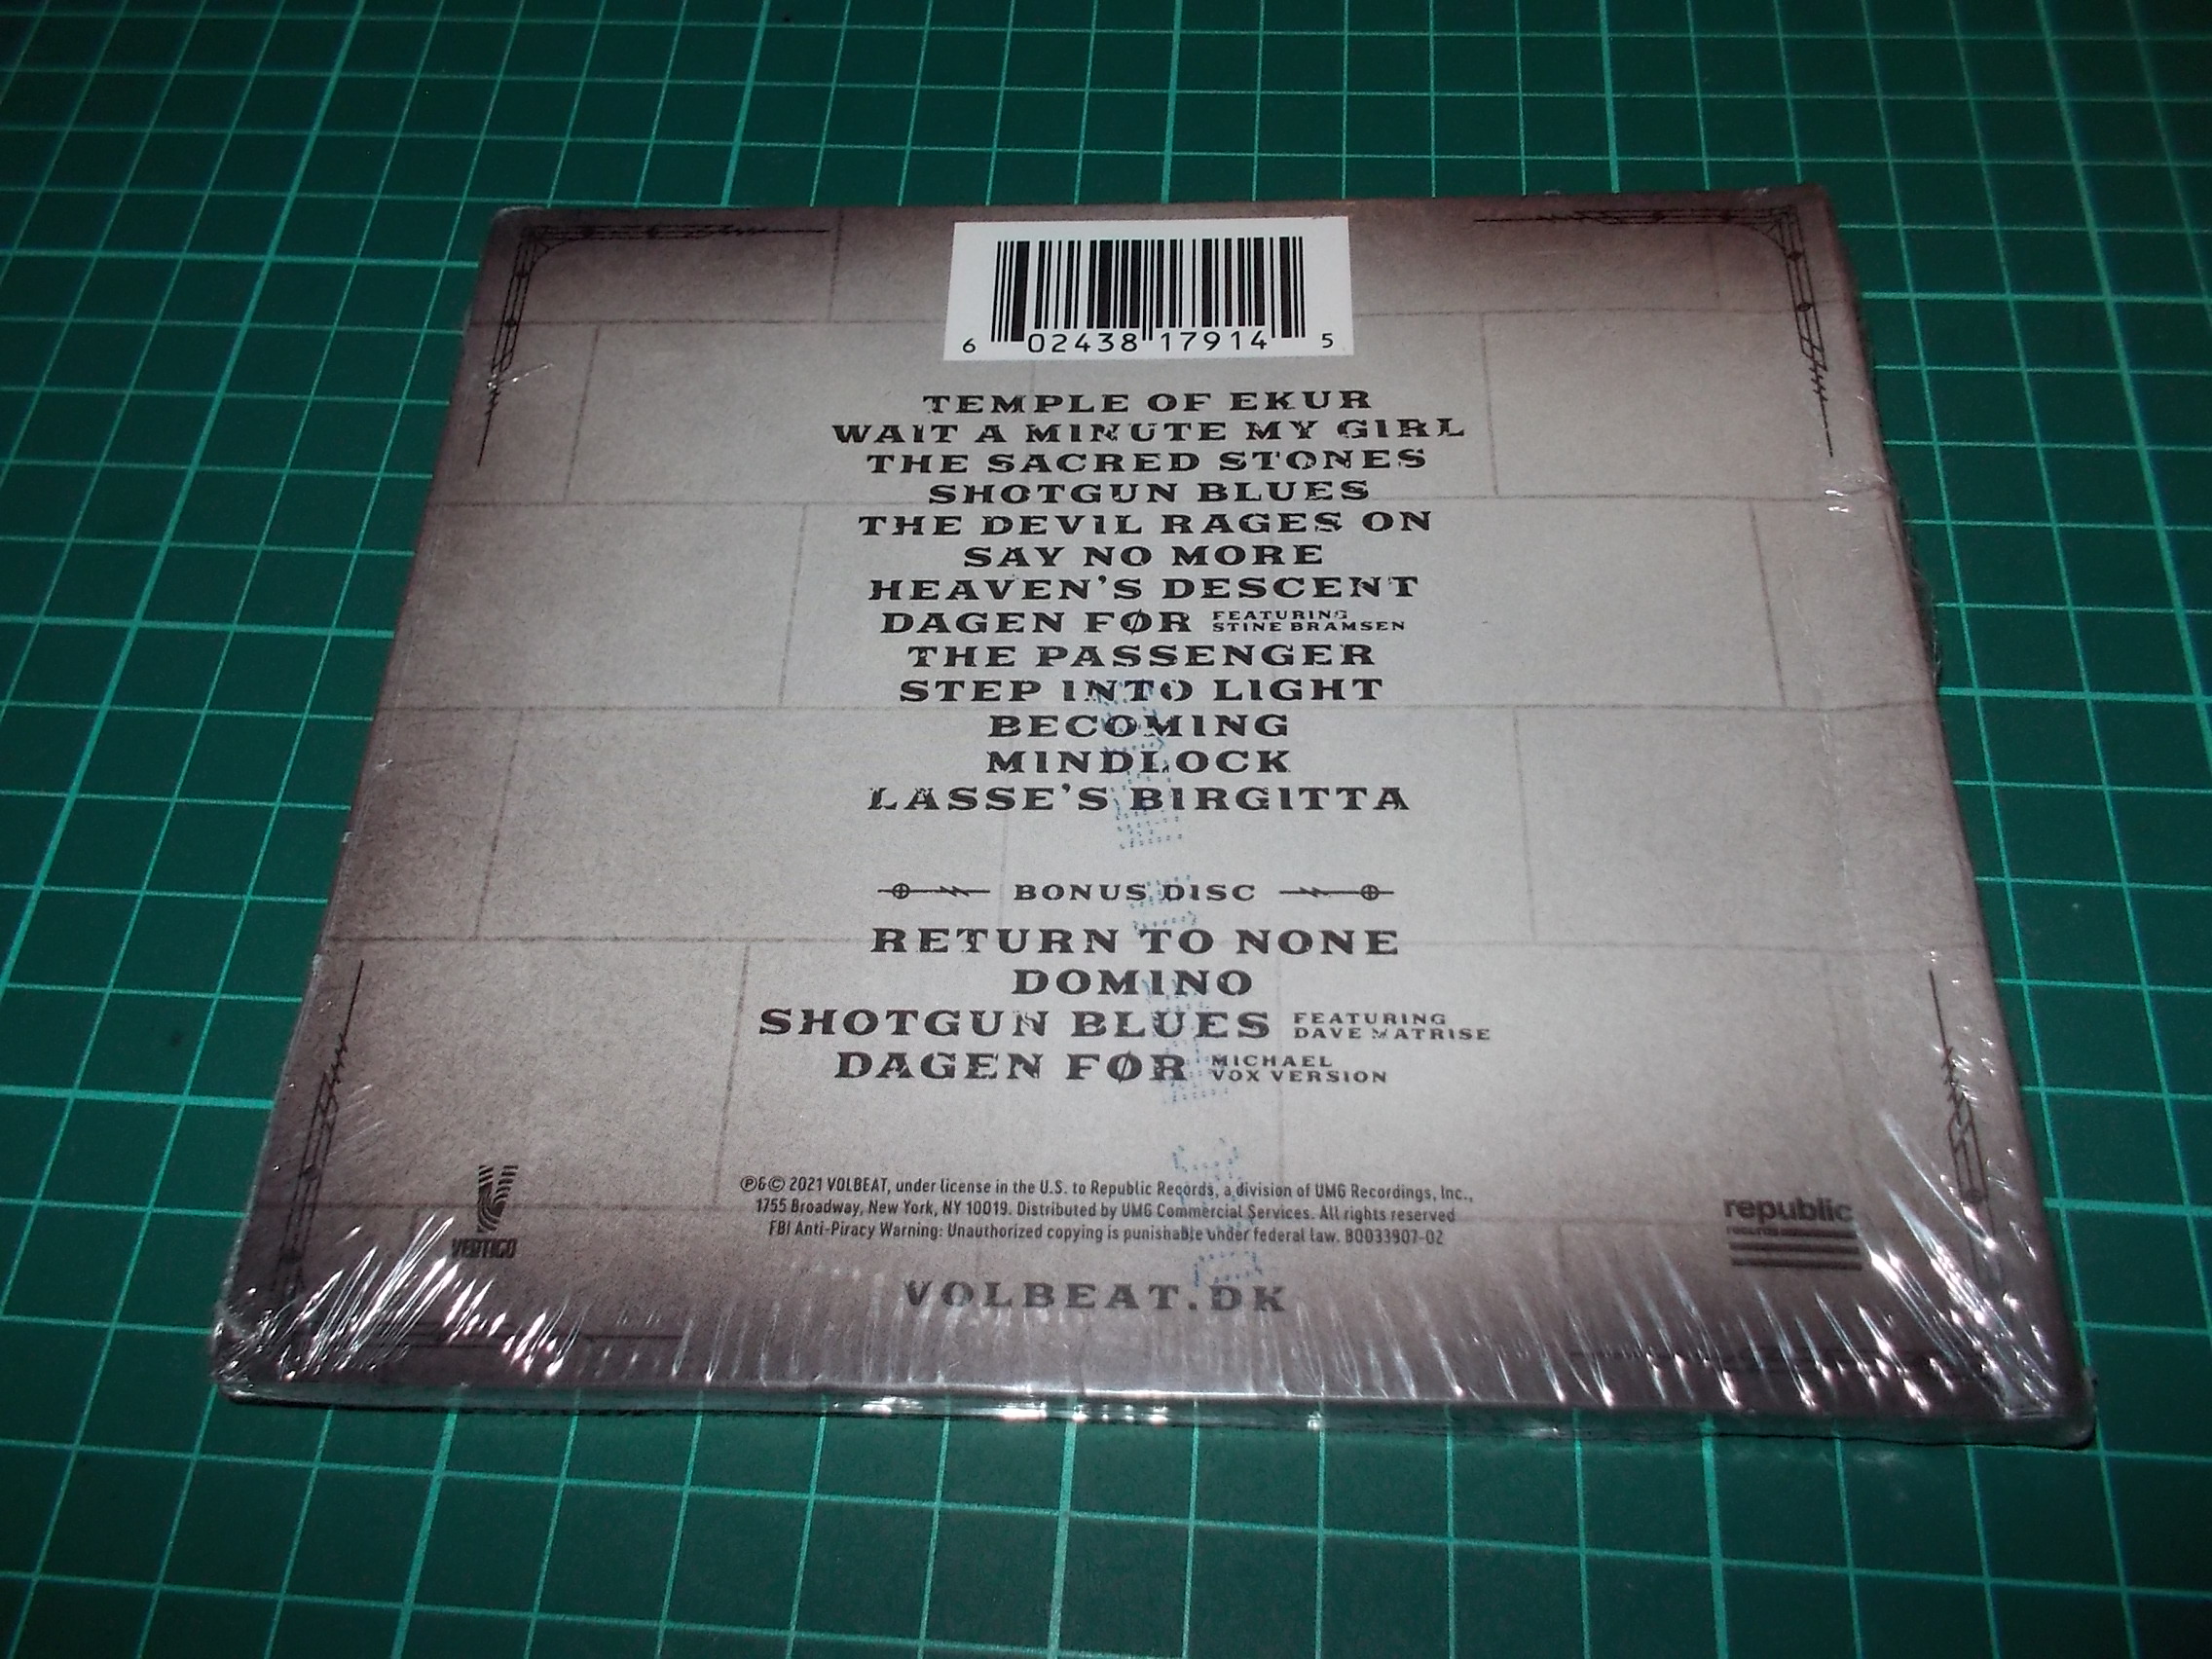 6 02438 17914 5
TEMPLE OF EKUR
WAIT A MINUTE MY GIRL
THE SACRED STONES
SHOTGUN BLUES
THE DEVIL RAGES ON
SAY NO MORE
HEAVEN'S DESCENT
DAGEN FØR FEATURING STINE BRAMSEN
THE PASSENGER
STEP INTO LIGHT
BECOMING
MINDLOCK
LASSE'S BIRGITTA
BONUS DISC
RETURN TO NONE
DOMINO
SHOTGUN BLUES FEATURING DAVE MATRISE
DAGEN FØR MICHAEL VOX VERSION
℗&© 2021 VOLBEAT, under license in the U.S. to Republic Records, a division of UMG Recordings, Inc.,
1755 Broadway, New York, NY 10019. Distributed by UMG Commercial Services. All rights reserved
FBI Anti-Piracy Warning: Unauthorized copying is punishable under federal law. B0033907-02
VERTIGO
republic
RECORDS
VOLBEAT.DK